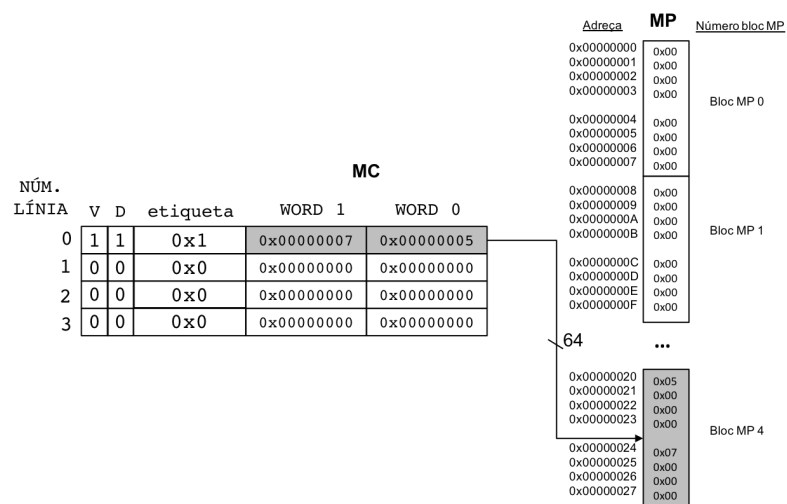 Adreça MP Número bloc MP
0x00000000 0x00
0x00000001 0x00
0x00000002 0x00
0x00000003 0x00
Bloc MP 0
0x00000004 0x00
0x00000005 0x00
0x00000006 0x00
0x00000007 0x00
0x00000008 0x00
0x00000009 0x00
0x0000000A 0x00
0x0000000B 0x00
Bloc MP 1
0x0000000C 0x00
0x0000000D 0x00
0x0000000E 0x00
0x0000000F 0x00
...
0x00000020 0x05
0x00000021 0x00
0x00000022 0x00
0x00000023 0x00
Bloc MP 4
0x00000024 0x07
0x00000025 0x00
0x00000026 0x00
0x00000027 0x00
MC
NÚM.
LÍNIA V D etiqueta WORD 1 WORD 0
0 1 1 0x1 0x00000007 0x00000005
1 0 0 0x0 0x00000000 0x00000000
2 0 0 0x0 0x00000000 0x00000000
3 0 0 0x0 0x00000000 0x00000000
64